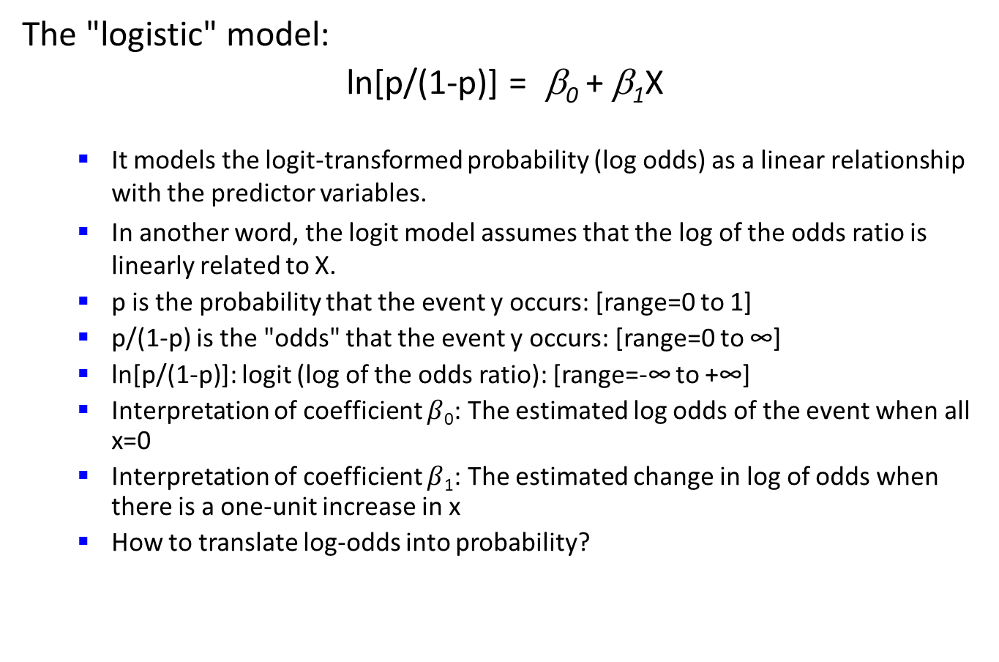 The "logistic" model:
ln[p/(1-p)] = β0 + β1X
▪ It models the logit-transformed probability (log odds) as a linear relationship
with the predictor variables.
▪ In another word, the logit model assumes that the log of the odds ratio is
linearly related to X.
▪ p is the probability that the event y occurs: [range=0 to 1]
▪ p/(1-p) is the "odds" that the event y occurs: [range=0 to ∞]
▪ ln[p/(1-p)]: logit (log of the odds ratio): [range=-∞ to +∞]
▪ Interpretation of coefficient β0: The estimated log odds of the event when all
x=0
▪ Interpretation of coefficient β1: The estimated change in log of odds when
there is a one-unit increase in x
▪ How to translate log-odds into probability?